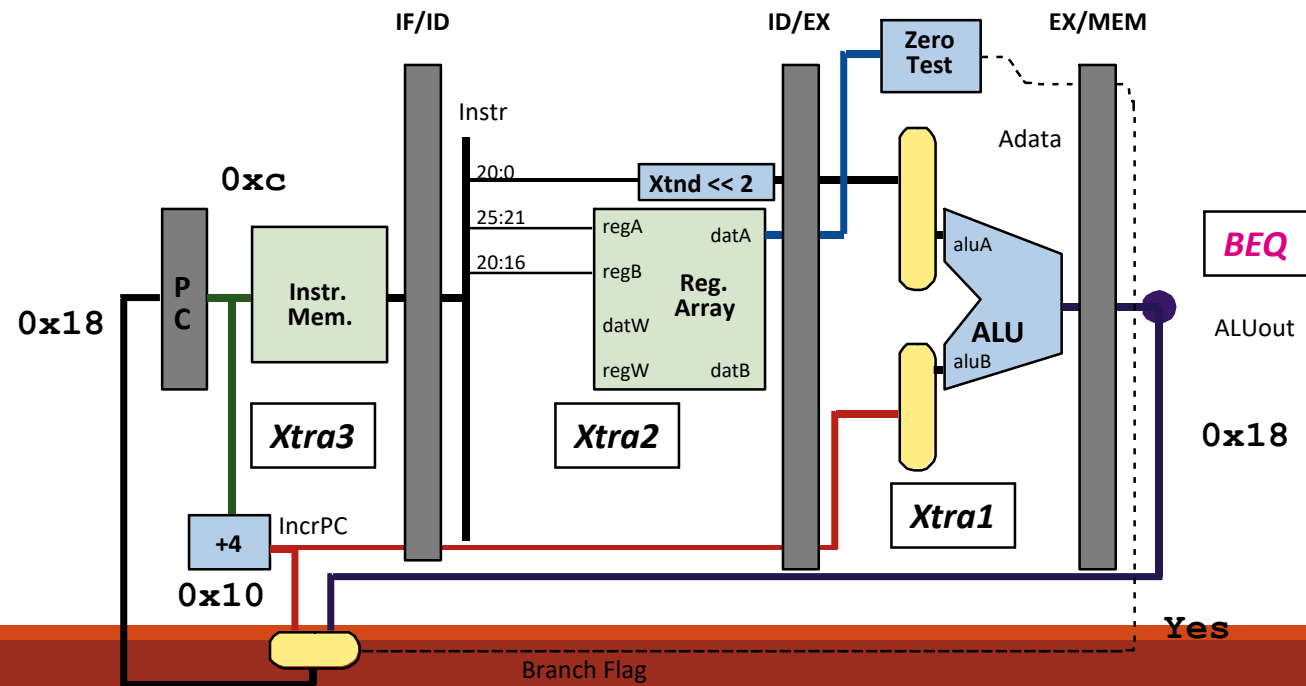 IF/ID
ID/EX
EX/MEM
Zero
Test
Instr
Adata
20:0
Xtnd << 2
0xc
25:21
regA
datA
20:16
regB
P
C
Instr.
Mem.
Reg.
Array
aluA
BEQ
0x18
datW
ALU
ALUout
regW
datB
aluB
Xtra3
Xtra2
0x18
Xtra1
IncrPC
+4
0x10
Yes
Branch Flag